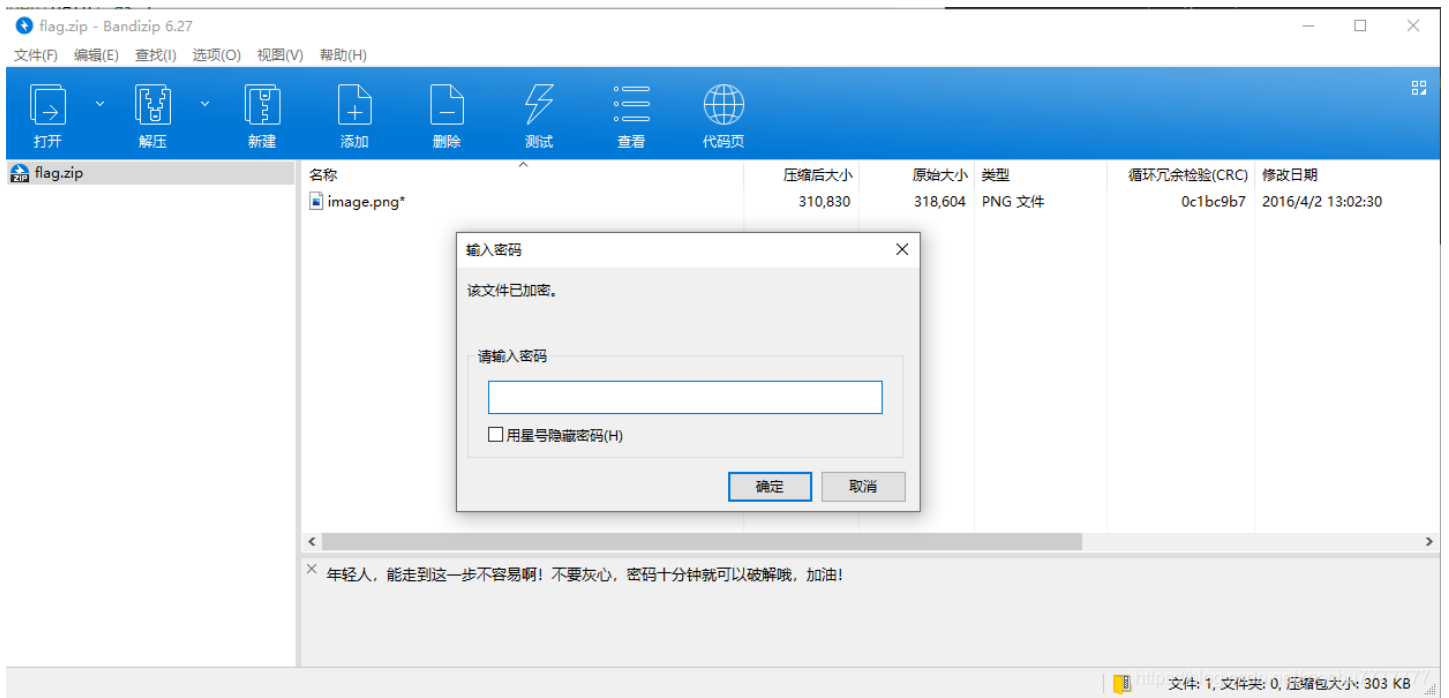 flag.zip - Bandizip 6.27
文件(F) 编辑(E) 查找(I) 选项(O) 视图(V) 帮助(H)
打开 解压 新建 添加 删除 测试 查看 代码页
flag.zip
名称 压缩后大小 原始大小 类型 循环冗余检验(CRC) 修改日期
image.png* 310,830 318,604 PNG 文件 0c1bc9b7 2016/4/2 13:02:30
输入密码
该文件已加密。
请输入密码
用星号隐藏密码(H)
确定 取消
年轻人，能走到这一步不容易啊！不要灰心，密码十分钟就可以破解哦，加油！
文件: 1, 文件夹: 0, 压缩包大小: 303 KB